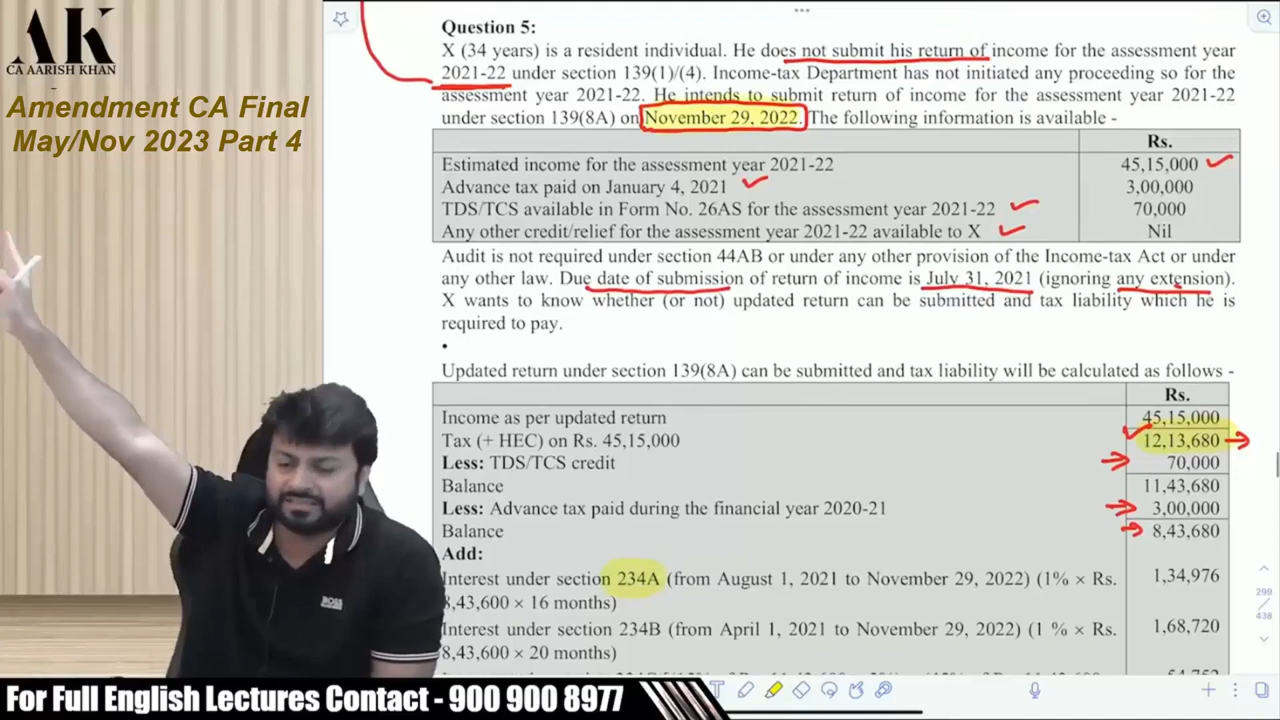 AK
CA AARISH KHAN
Amendment CA Final
May/Nov 2023 Part 4
Question 5:
X (34 years) is a resident individual. He does not submit his return of income for the assessment year
2021-22 under section 139(1)/(4). Income-tax Department has not initiated any proceeding so for the
assessment year 2021-22. He intends to submit return of income for the assessment year 2021-22
under section 139(8A) on November 29, 2022. The following information is available -
Rs.
Estimated income for the assessment year 2021-22 45,15,000
Advance tax paid on January 4, 2021 3,00,000
TDS/TCS available in Form No. 26AS for the assessment year 2021-22 70,000
Any other credit/relief for the assessment year 2021-22 available to X Nil
Audit is not required under section 44AB or under any other provision of the Income-tax Act or under
any other law. Due date of submission of return of income is July 31, 2021 (ignoring any extension).
X wants to know whether (or not) updated return can be submitted and tax liability which he is
required to pay.
•
Updated return under section 139(8A) can be submitted and tax liability will be calculated as follows -
Rs.
Income as per updated return 45,15,000
Tax (+ HEC) on Rs. 45,15,000 12,13,680
Less: TDS/TCS credit 70,000
Balance 11,43,680
Less: Advance tax paid during the financial year 2020-21 3,00,000
Balance 8,43,680
Add:
Interest under section 234A (from August 1, 2021 to November 29, 2022) (1% × Rs. 1,34,976
8,43,600 × 16 months)
Interest under section 234B (from April 1, 2021 to November 29, 2022) (1 % × Rs. 1,68,720
8,43,600 × 20 months)
299
438
BOSS
For Full English Lectures Contact - 900 900 8977